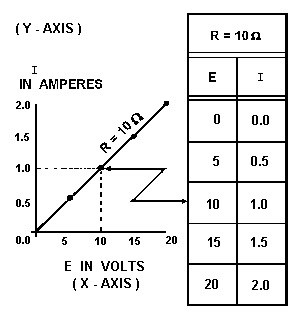 ( Y - AXIS )
I
IN AMPERES
2.0
1.5
1.0
0.5
0.0
5
10
15
20
R = 10 Ω
E IN VOLTS
( X - AXIS )
R = 10 Ω
E I
0 0.0
5 0.5
10 1.0
15 1.5
20 2.0